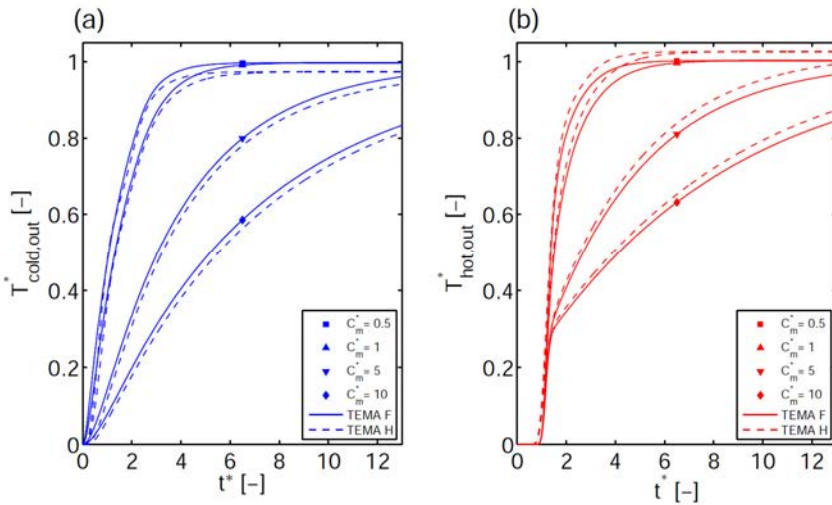 (a)
1
0.8
0.6
0.4
0.2
0
T*cold,out [–]
0 2 4 6 8 10 12
t* [–]
C*m = 0.5
C*m = 1
C*m = 5
C*m = 10
TEMA F
TEMA H
(b)
1
0.8
0.6
0.4
0.2
0
T*hot,out [–]
0 2 4 6 8 10 12
t* [–]
C*m = 0.5
C*m = 1
C*m = 5
C*m = 10
TEMA F
TEMA H